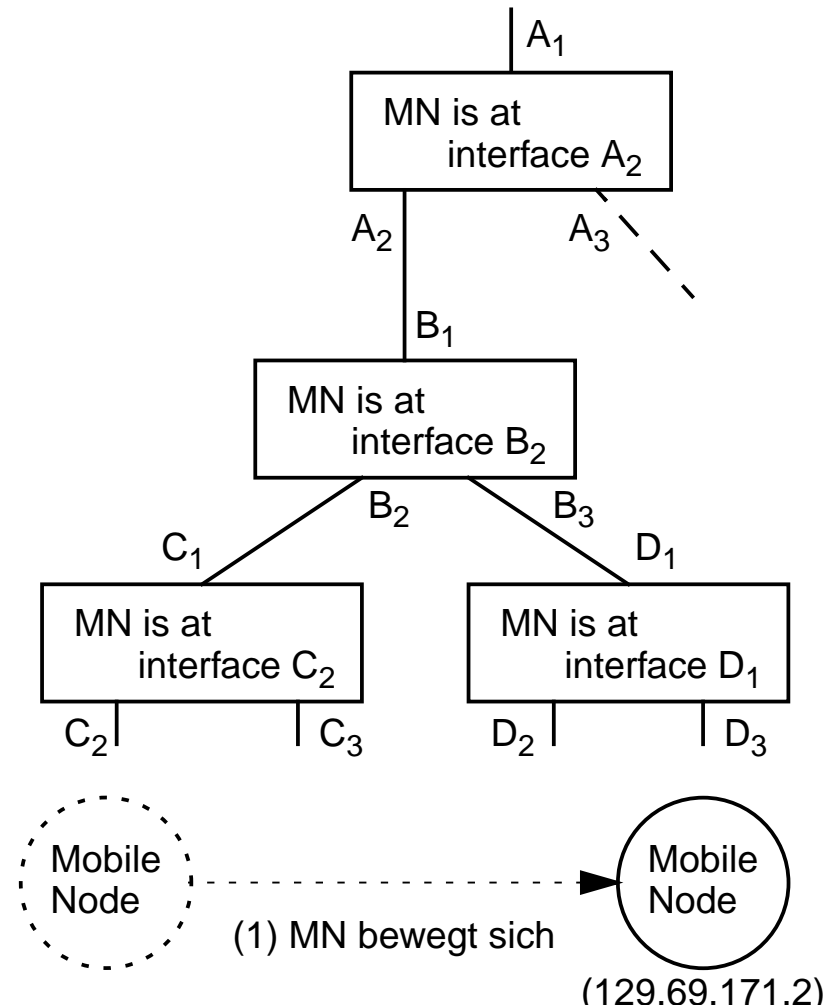 A1
MN is at
interface A2
A2
A3
B1
MN is at
interface B2
B2
B3
C1
D1
MN is at
interface C2
MN is at
interface D1
C2
C3
D2
D3
Mobile
Node
Mobile
Node
(1) MN bewegt sich
(129.69.171.2)